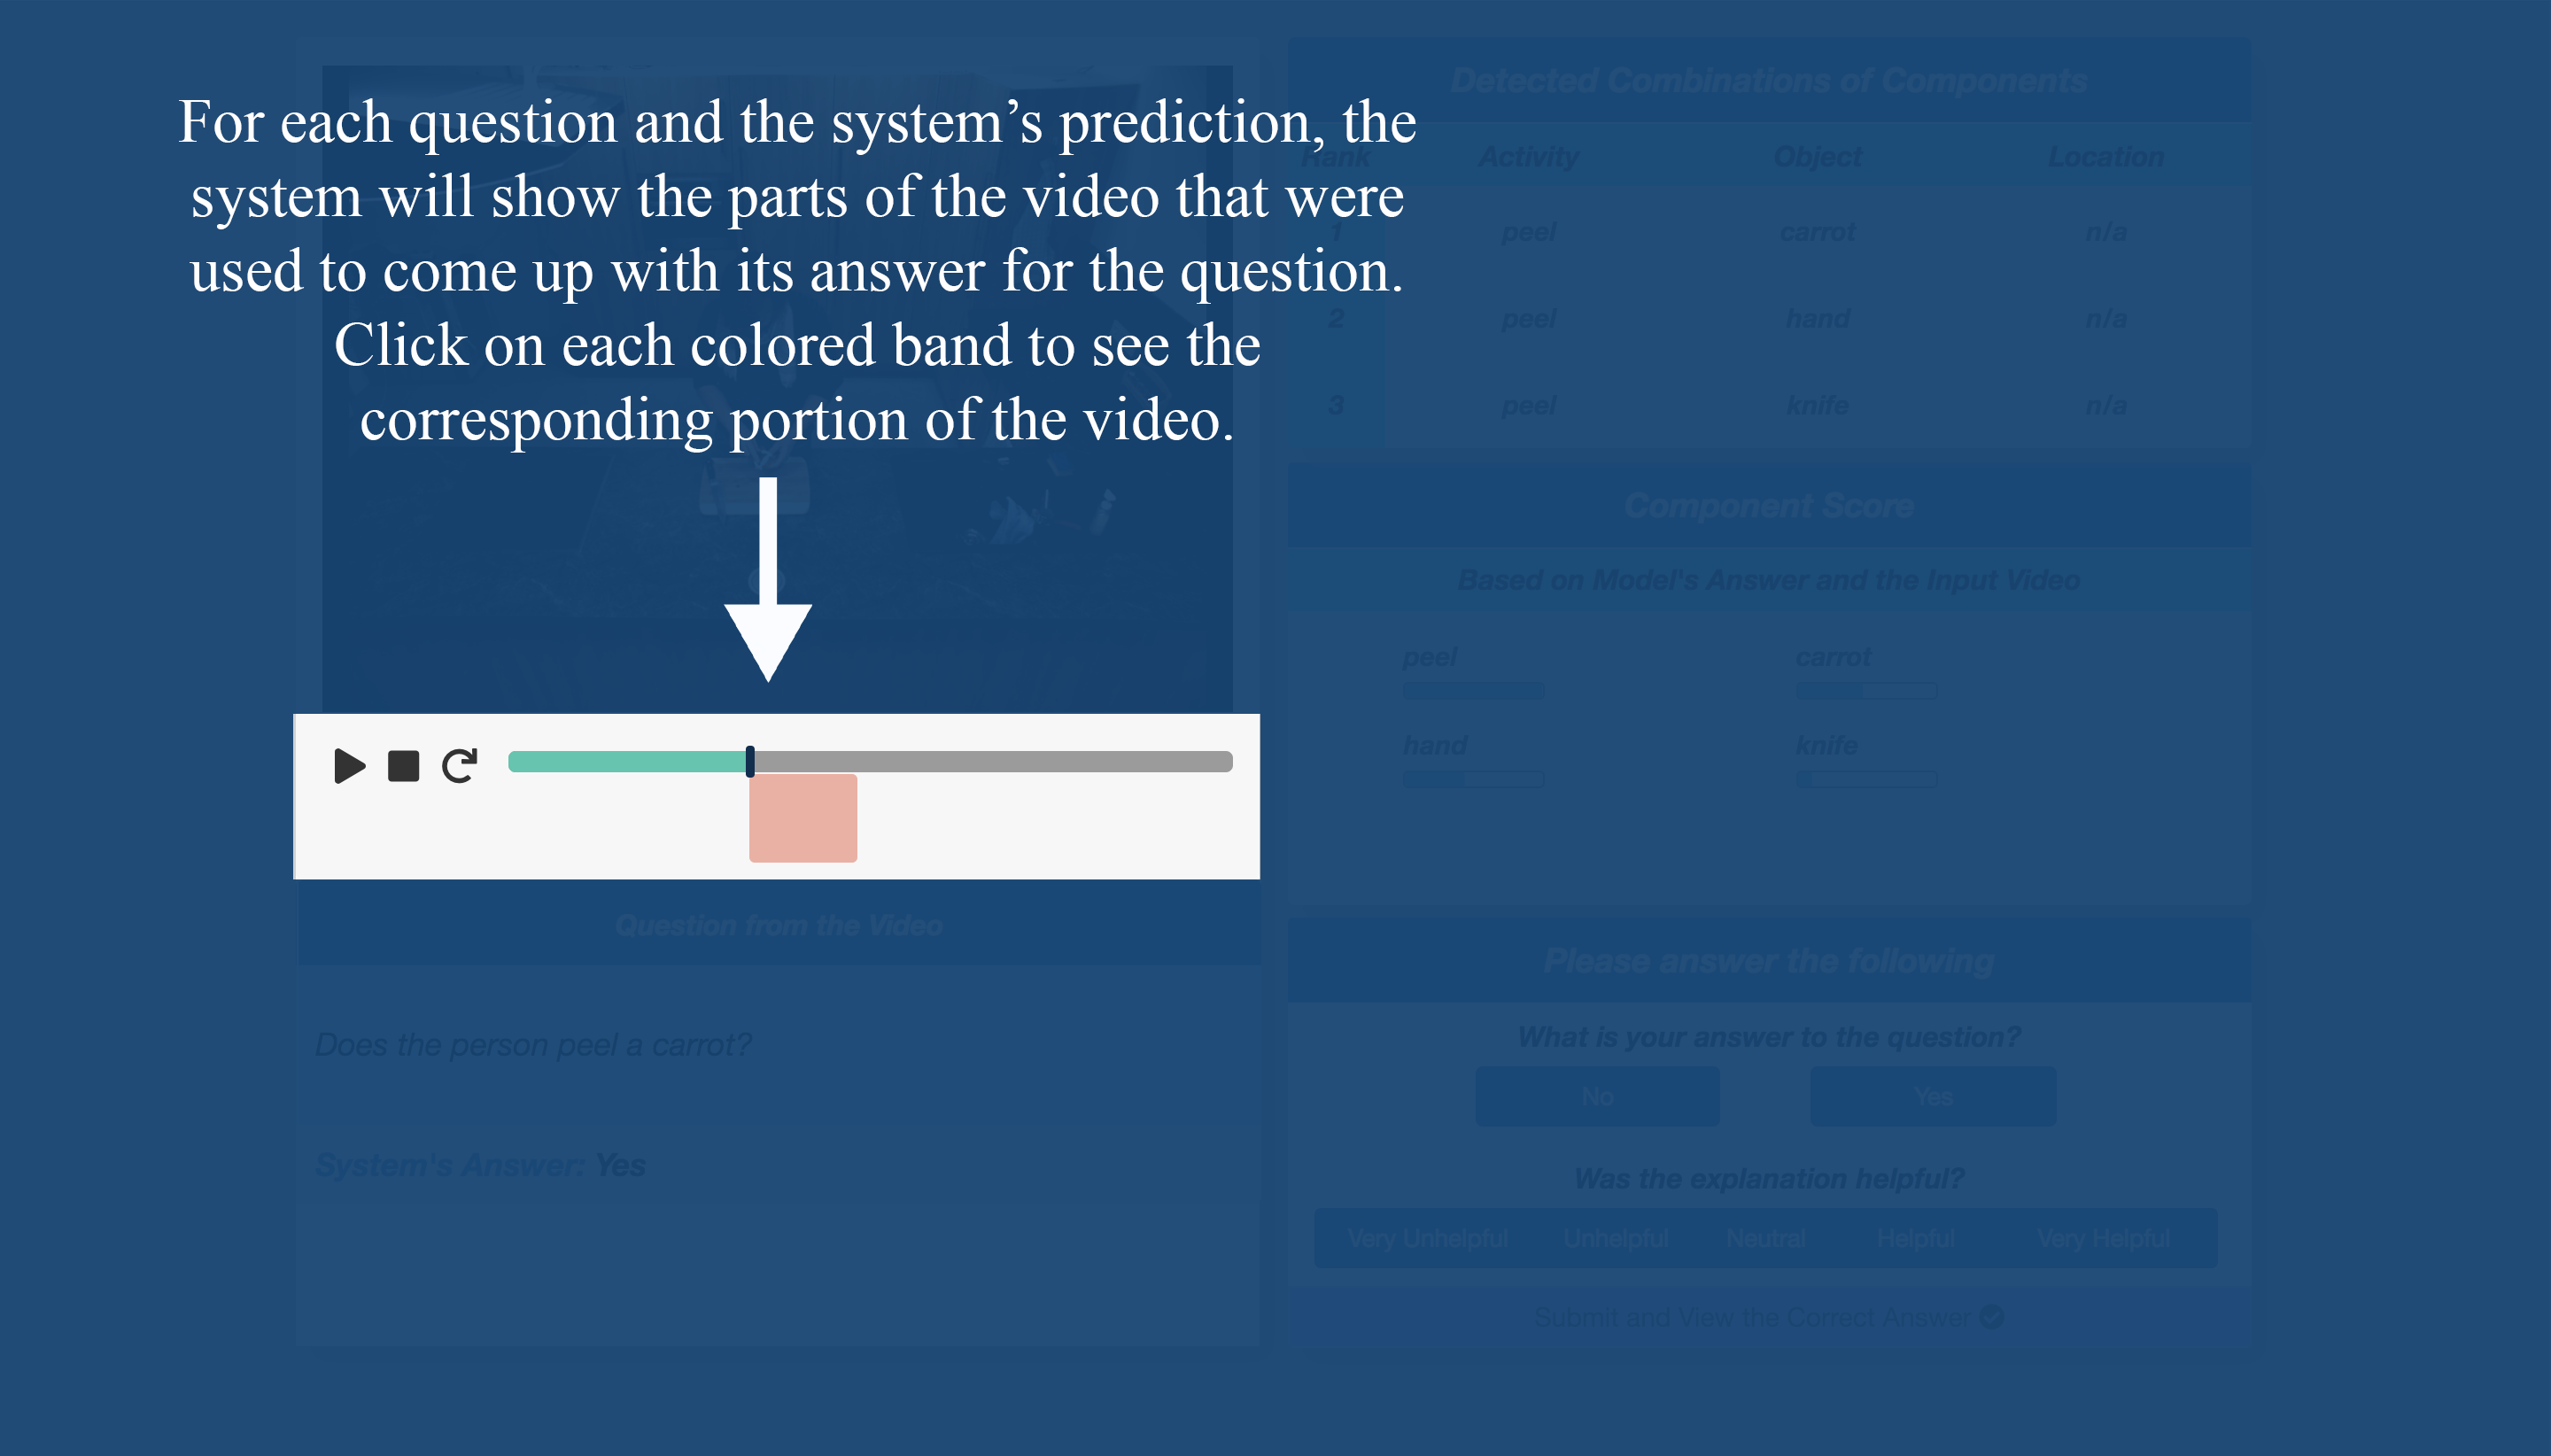 For each question and the system’s prediction, the
system will show the parts of the video that were
used to come up with its answer for the question.
Click on each colored band to see the
corresponding portion of the video.
Question from the Video
Does the person peel a carrot?
System's Answer: Yes
Detected Combinations of Components
Rank Activity Object Location
1 peel carrot n/a
2 peel hand n/a
3 peel knife n/a
Component Score
Based on Model's Answer and the Input Video
peel carrot
hand knife
Please answer the following
What is your answer to the question?
No Yes
Was the explanation helpful?
Very Unhelpful Unhelpful Neutral Helpful Very Helpful
Submit and View the Correct Answer